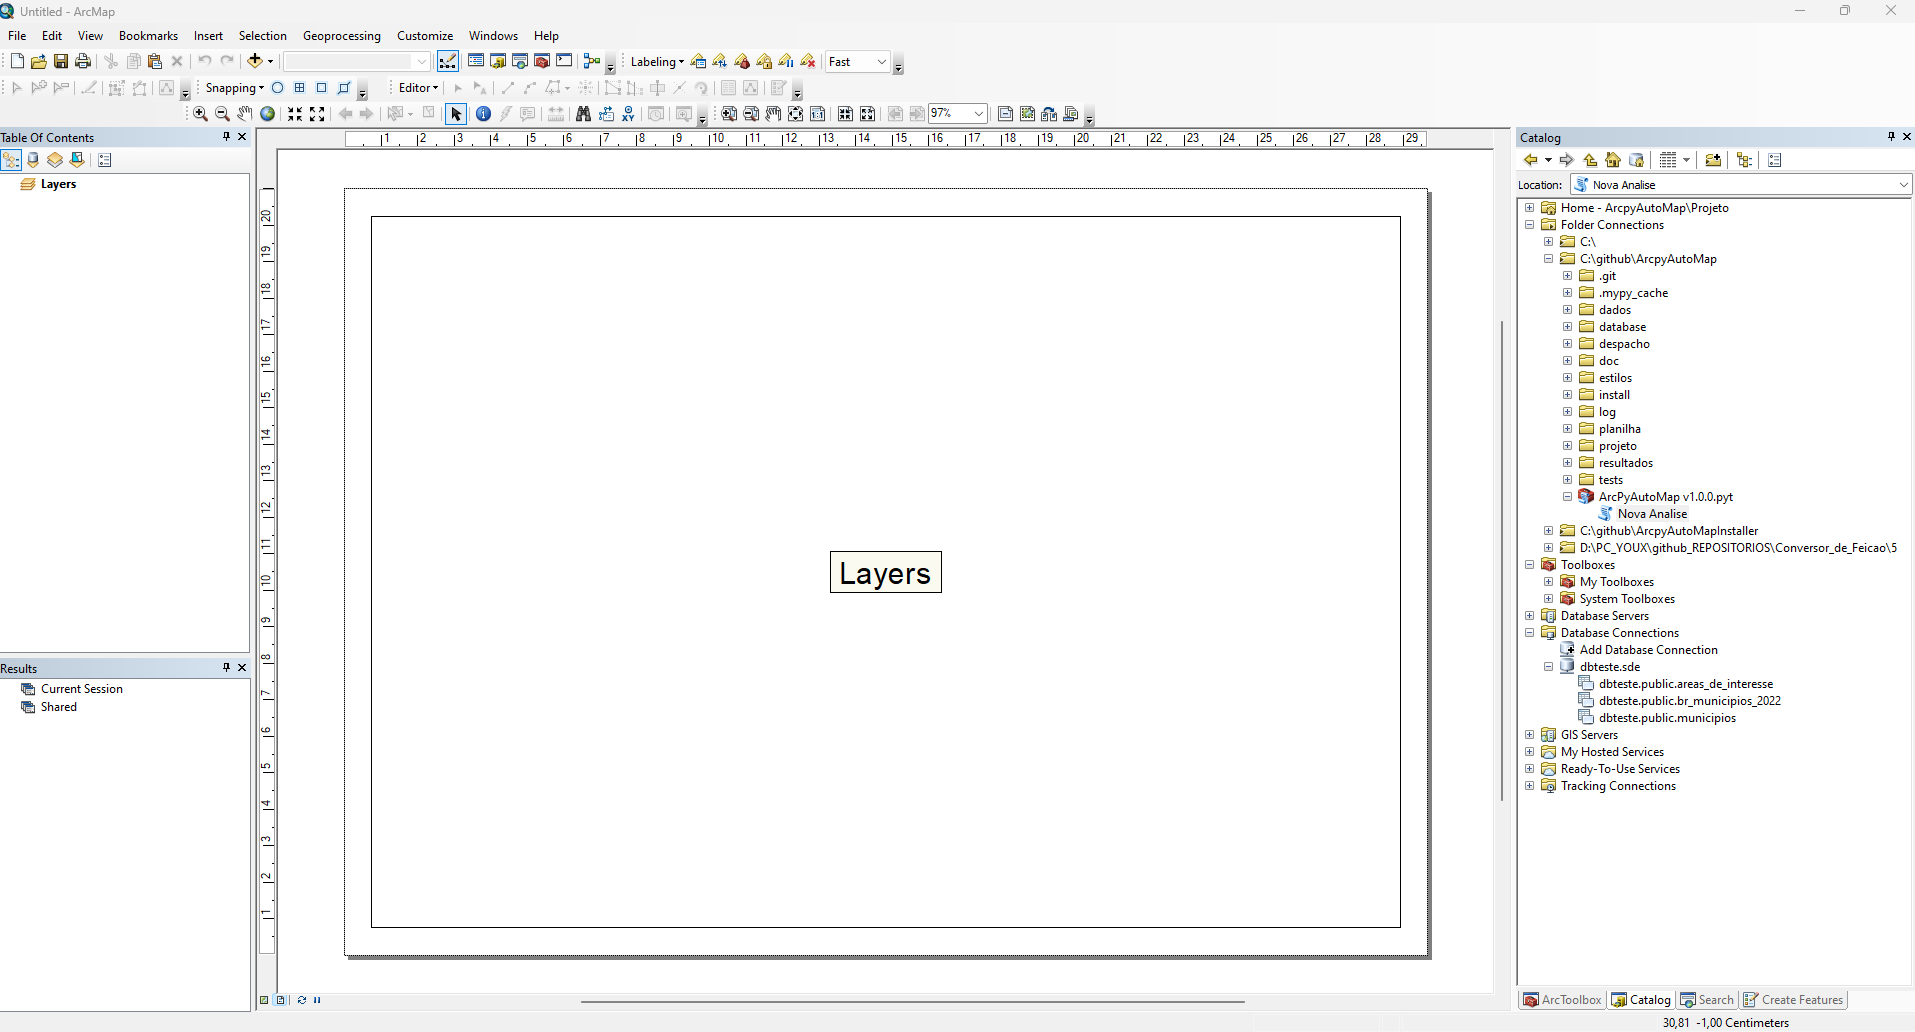 Untitled - ArcMap
File Edit View Bookmarks Insert Selection Geoprocessing Customize Windows Help
Labeling Fast
Snapping Editor
97%
Table Of Contents
Layers
Results
Current Session
Shared
1 2 3 4 5 6 7 8 9 10 11 12 13 14 15 16 17 18 19 20 21 22 23 24 25 26 27 28 29
20
19
18
17
16
15
14
13
12
11
10
9
8
7
6
5
4
3
2
1
Layers
Catalog
Location: Nova Analise
Home - ArcpyAutoMap\Projeto
Folder Connections
C:\
C:\github\ArcpyAutoMap
.git
.mypy_cache
dados
database
despacho
doc
estilos
install
log
planilha
projeto
resultados
tests
ArcPyAutoMap v1.0.0.pyt
Nova Analise
C:\github\ArcpyAutoMapInstaller
D:\PC_YOUX\github_REPOSITORIOS\Conversor_de_Feicao\5
Toolboxes
My Toolboxes
System Toolboxes
Database Servers
Database Connections
Add Database Connection
dbteste.sde
dbteste.public.areas_de_interesse
dbteste.public.br_municipios_2022
dbteste.public.municipios
GIS Servers
My Hosted Services
Ready-To-Use Services
Tracking Connections
ArcToolbox Catalog Search Create Features
30,81 -1,00 Centimeters